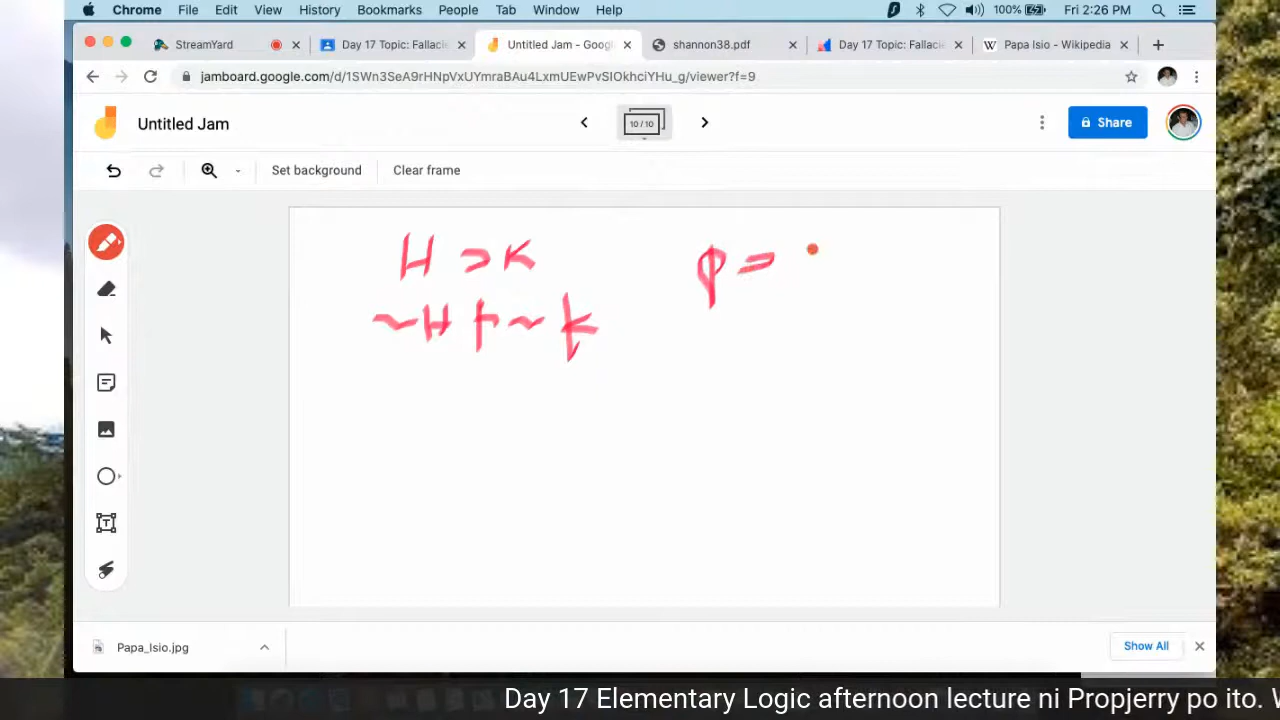 Chrome File Edit View History Bookmarks People Tab Window Help 100% Fri 2:26 PM
StreamYard Day 17 Topic: Fallacie Untitled Jam - Goog shannon38.pdf Day 17 Topic: Fallacie Papa Isio - Wikipedia
jamboard.google.com/d/1SWn3SeA9rHNpVxUYmraBAu4LxmUEwPvSIOkhciYHu_g/viewer?f=9
Untitled Jam 10 / 10 Share
Set background Clear frame
H ⊃ K φ =
~H ⊢ ~K
Papa_Isio.jpg Show All
Day 17 Elementary Logic afternoon lecture ni Propjerry po ito. W